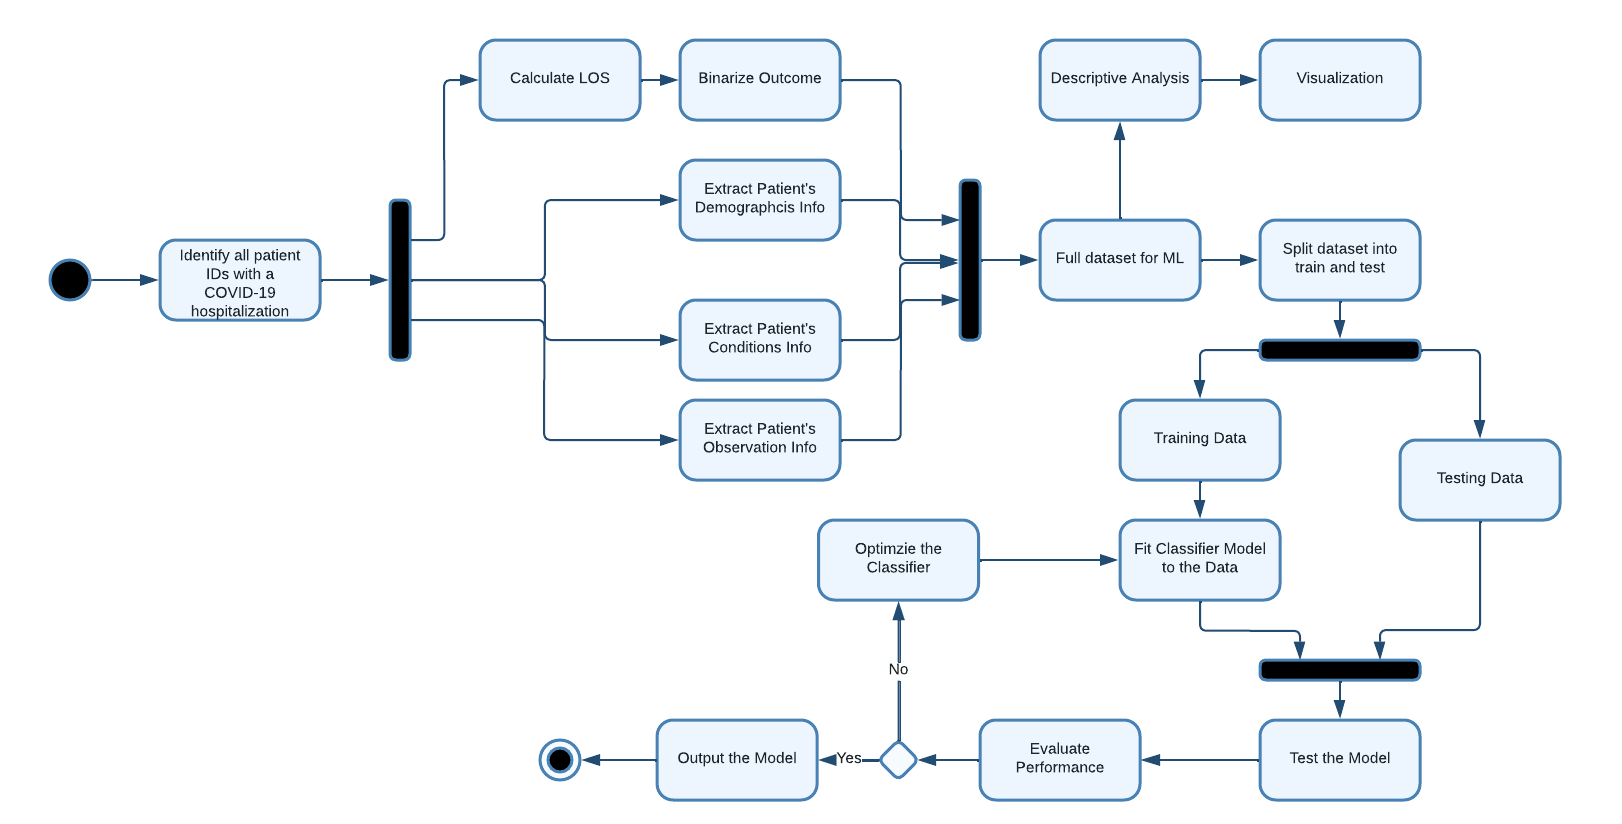 Calculate LOS
Binarize Outcome
Descriptive Analysis
Visualization
Extract Patient's
Demographcis Info
Identify all patient
IDs with a
COVID-19
hospitalization
Full dataset for ML
Split dataset into
train and test
Extract Patient's
Conditions Info
Extract Patient's
Observation Info
Training Data
Testing Data
Optimzie the
Classifier
Fit Classifier Model
to the Data
No
Output the Model
Yes
Evaluate
Performance
Test the Model